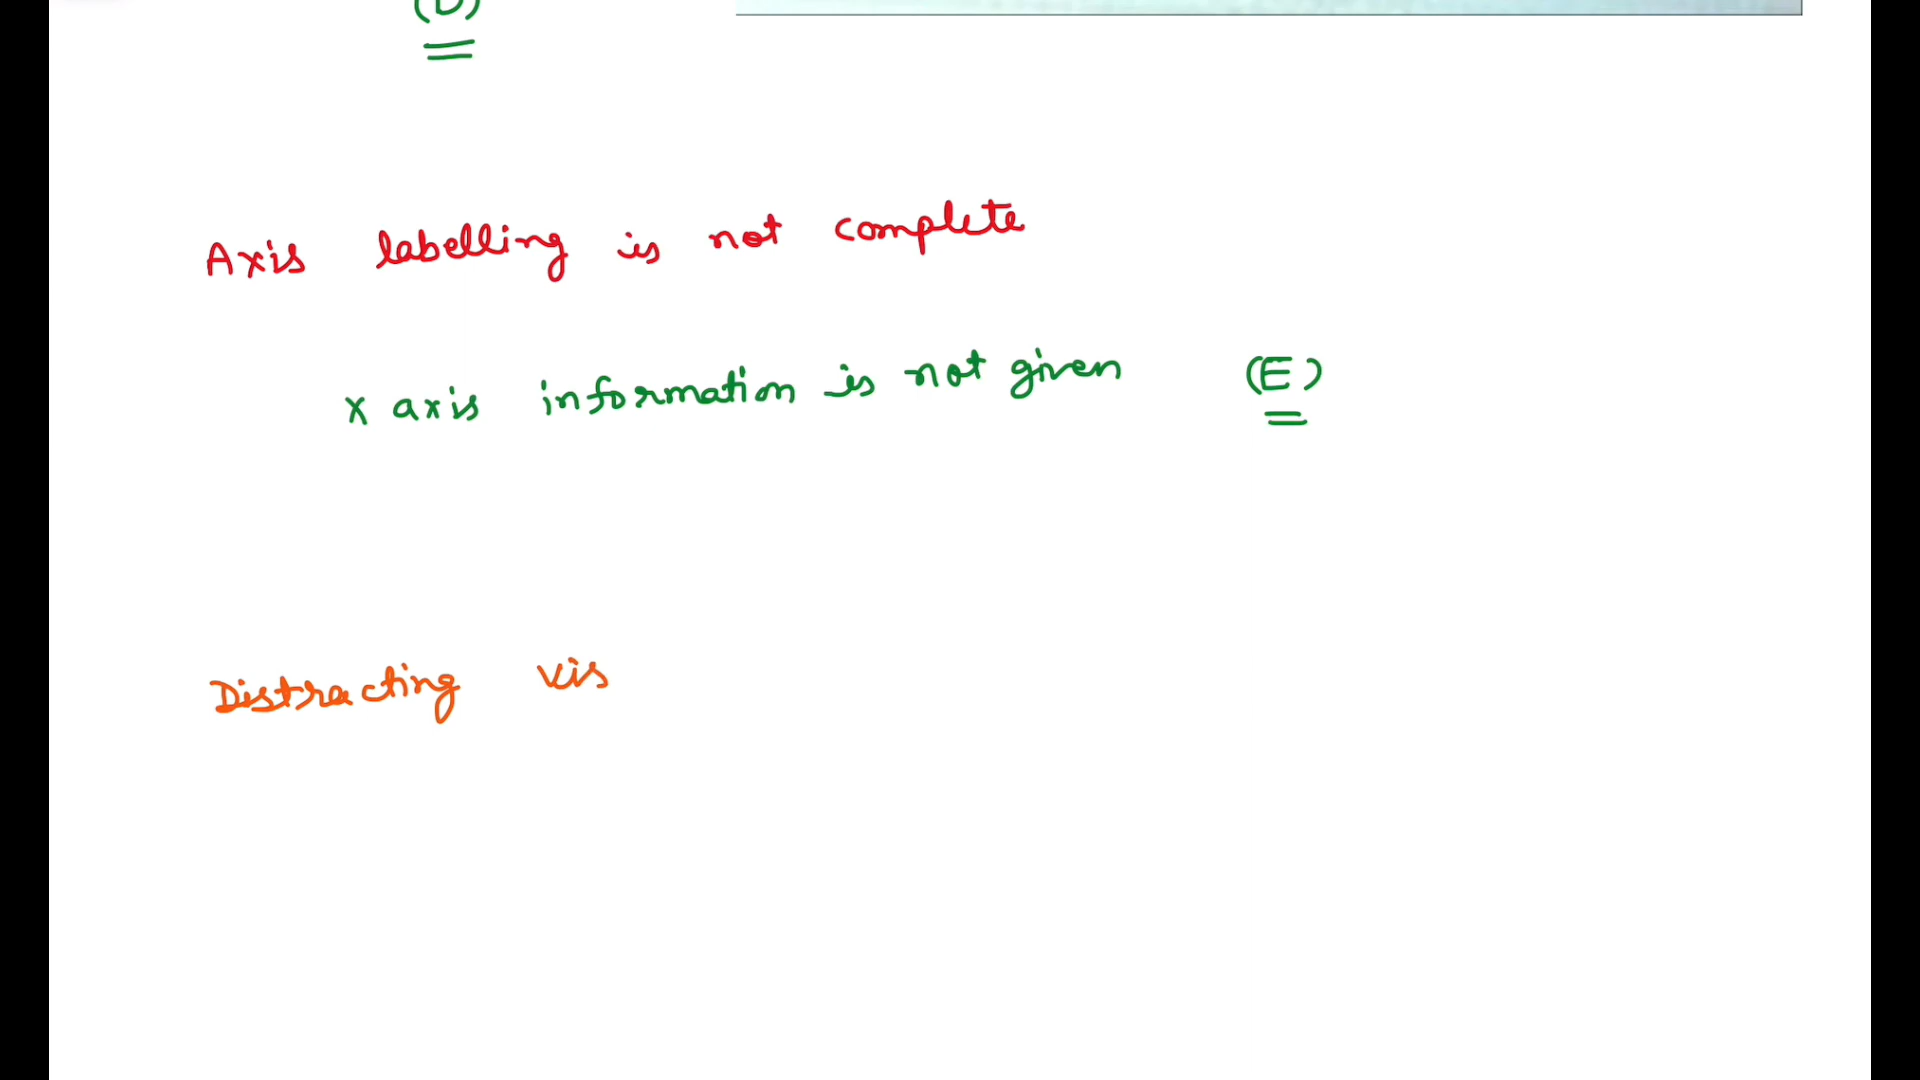 (D)
Axis labelling is not complete
x axis information is not given (E)
Distracting vis